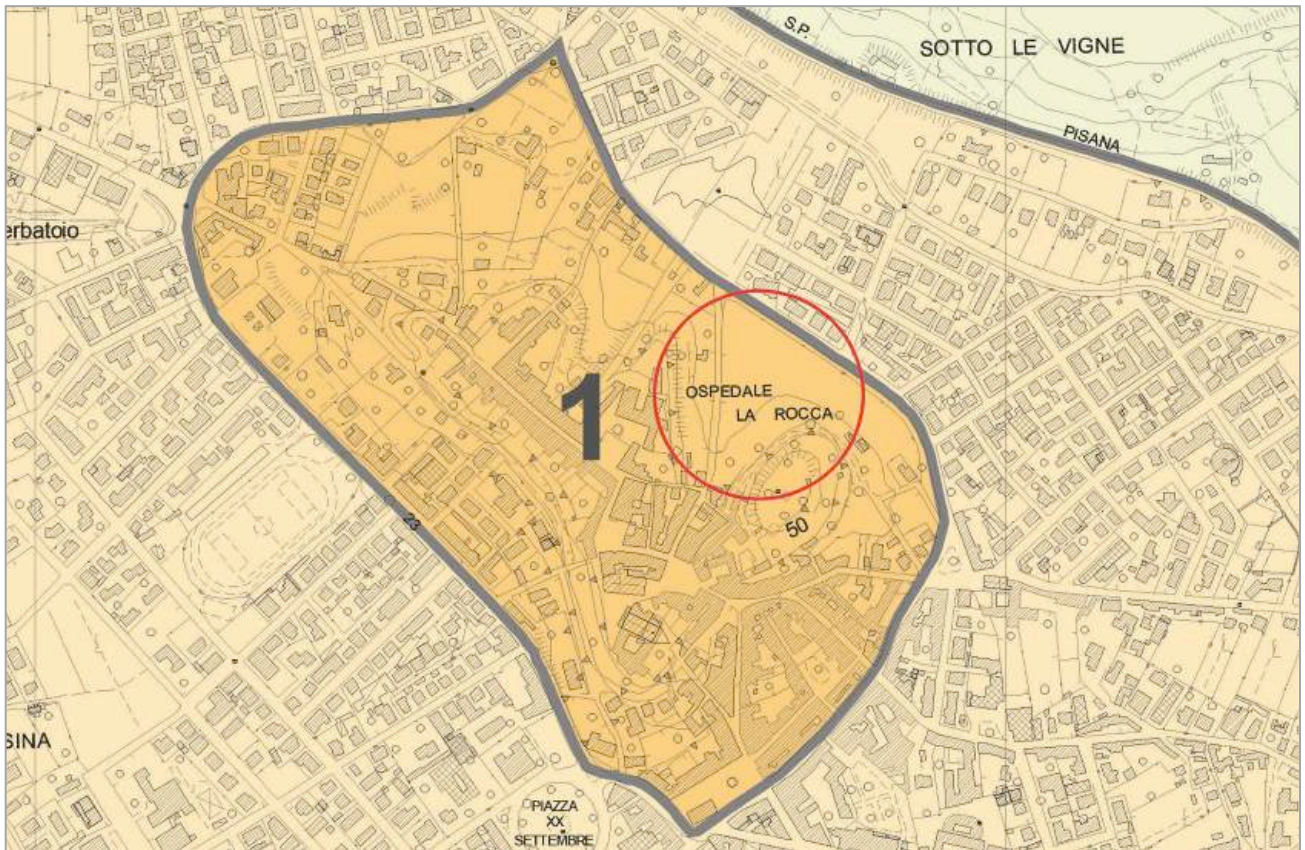 S.P.
SOTTO LE VIGNE
PISANA
erbatoio
OSPEDALE
LA ROCCA
1
50
23
SINA
PIAZZA
XX
SETTEMBRE